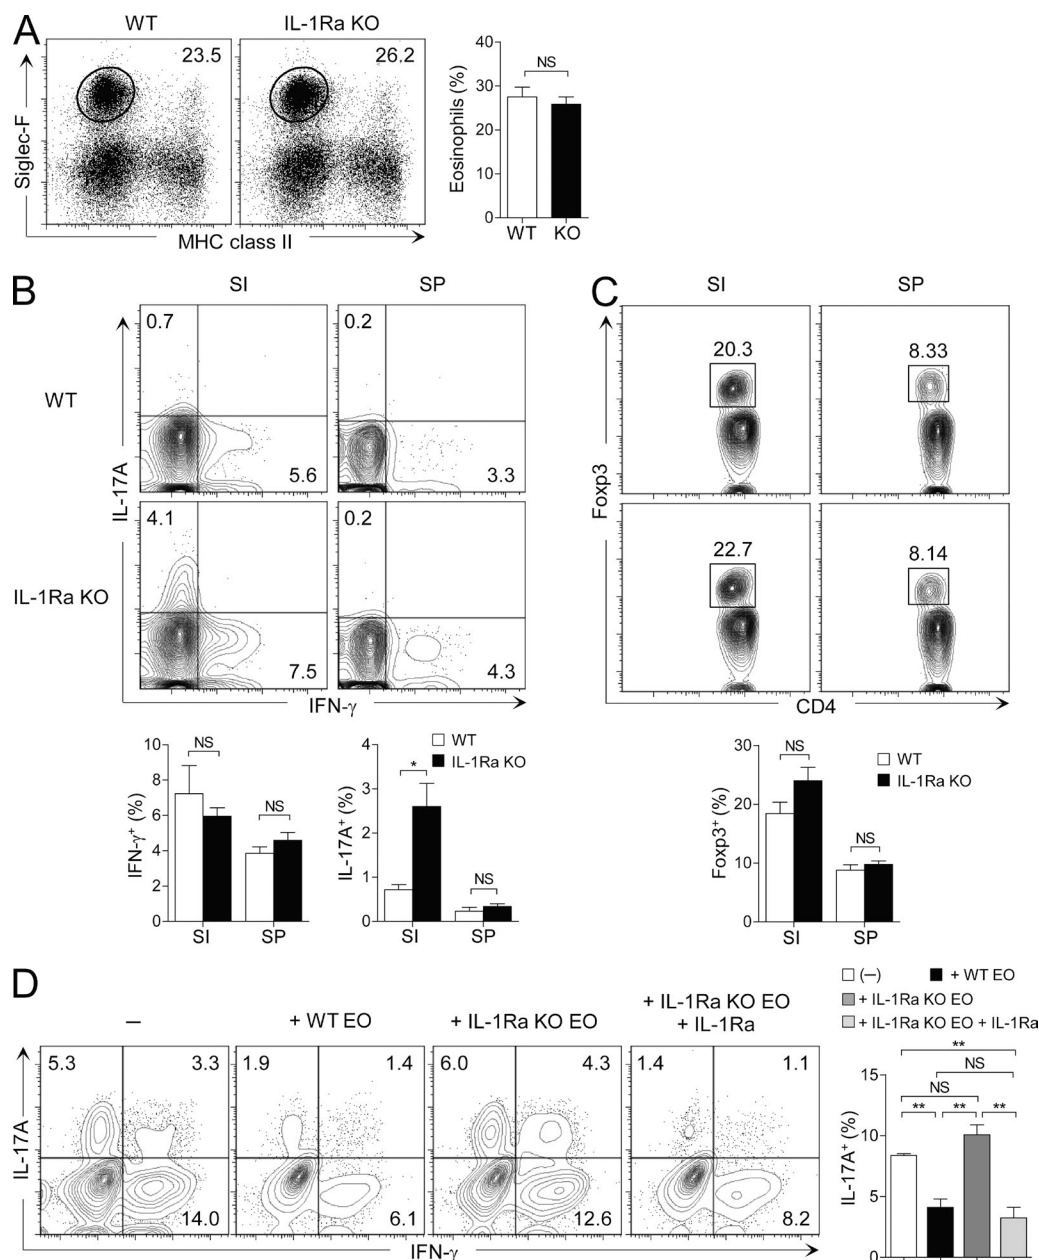 A
WT
IL-1Ra KO
23.5
26.2
Siglec-F
MHC class II
Eosinophils (%)
40
30
20
10
0
NS
WT
KO
B
SI
SP
WT
0.7
0.2
5.6
3.3
IL-17A
IL-1Ra KO
4.1
0.2
7.5
4.3
IFN-γ
IFN-γ⁺ (%)
10
8
6
4
2
0
NS
NS
SI
SP
WT
IL-1Ra KO
IL-17A⁺ (%)
4
3
2
1
0
*
NS
SI
SP
C
SI
SP
20.3
8.33
Foxp3
22.7
8.14
CD4
WT
IL-1Ra KO
Foxp3⁺ (%)
30
20
10
0
NS
NS
SI
SP
D
–
+ WT EO
+ IL-1Ra KO EO
+ IL-1Ra KO EO
+ IL-1Ra
5.3
3.3
1.9
1.4
6.0
4.3
1.4
1.1
14.0
6.1
12.6
8.2
IL-17A
IFN-γ
(–)
+ WT EO
+ IL-1Ra KO EO
+ IL-1Ra KO EO + IL-1Ra
IL-17A⁺ (%)
15
10
5
0
**
NS
NS
** ** **